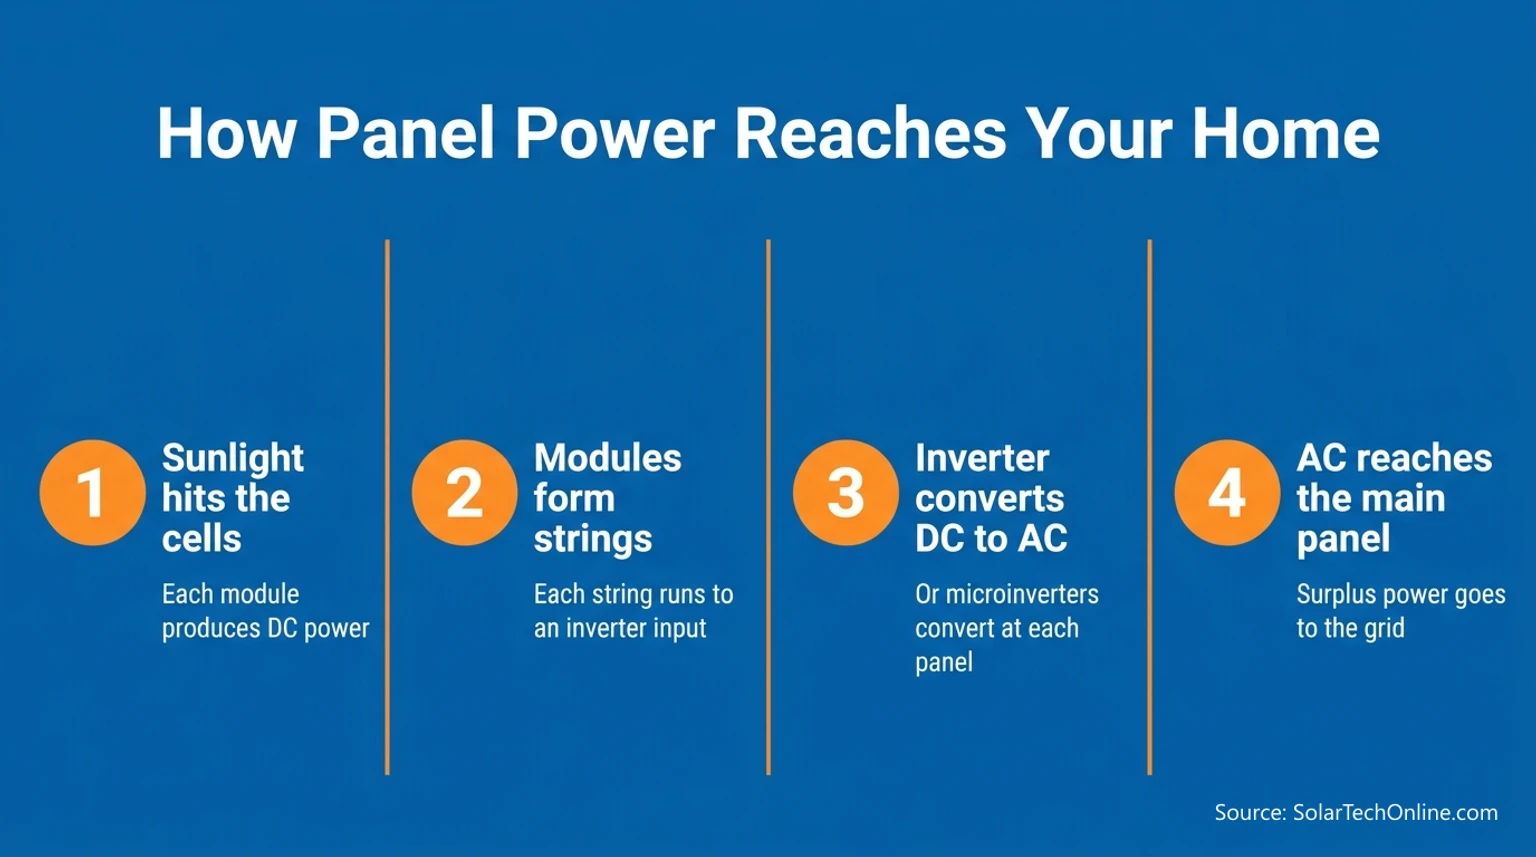 How Panel Power Reaches Your Home
1
Sunlight
hits the
cells
Each module
produces DC power
2
Modules
form
strings
Each string runs to
an inverter input
3
Inverter
converts
DC to AC
Or microinverters
convert at each
panel
4
AC reaches
the main
panel
Surplus power goes
to the grid
Source: SolarTechOnline.com